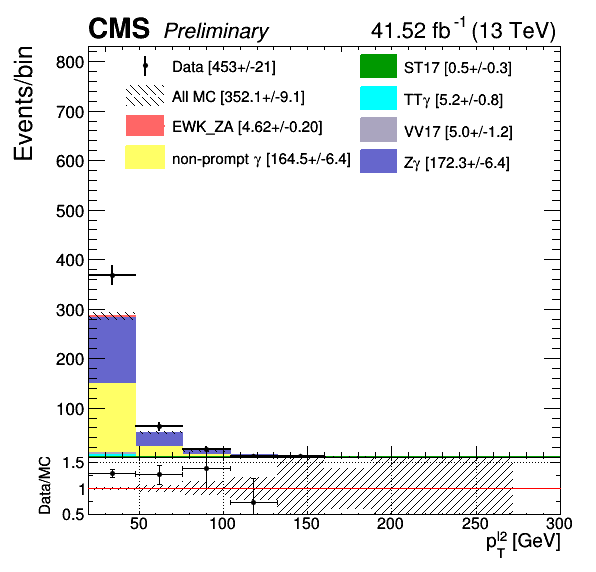 CMS Preliminary 41.52 fb⁻¹ (13 TeV)
Events/bin
Data [453+/-21]
All MC [352.1+/-9.1]
EWK_ZA [4.62+/-0.20]
non-prompt γ [164.5+/-6.4]
ST17 [0.5+/-0.3]
TTγ [5.2+/-0.8]
VV17 [5.0+/-1.2]
Zγ [172.3+/-6.4]
800
700
600
500
400
300
200
100
Data/MC
1.5
1
0.5
50 100 150 200 250 300
p_T^l2 [GeV]